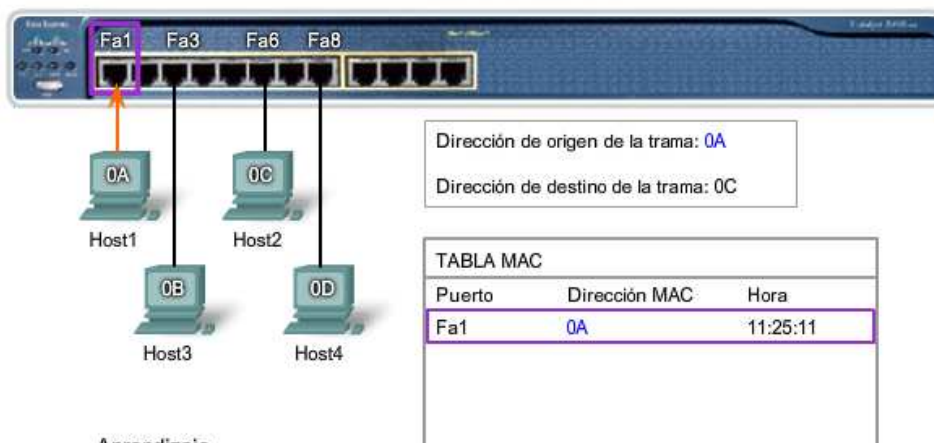 Fa1 Fa3 Fa6 Fa8
0A 0C
Host1 Host2
0B 0D
Host3 Host4
Dirección de origen de la trama: 0A
Dirección de destino de la trama: 0C
TABLA MAC
Puerto Dirección MAC Hora
Fa1 0A 11:25:11